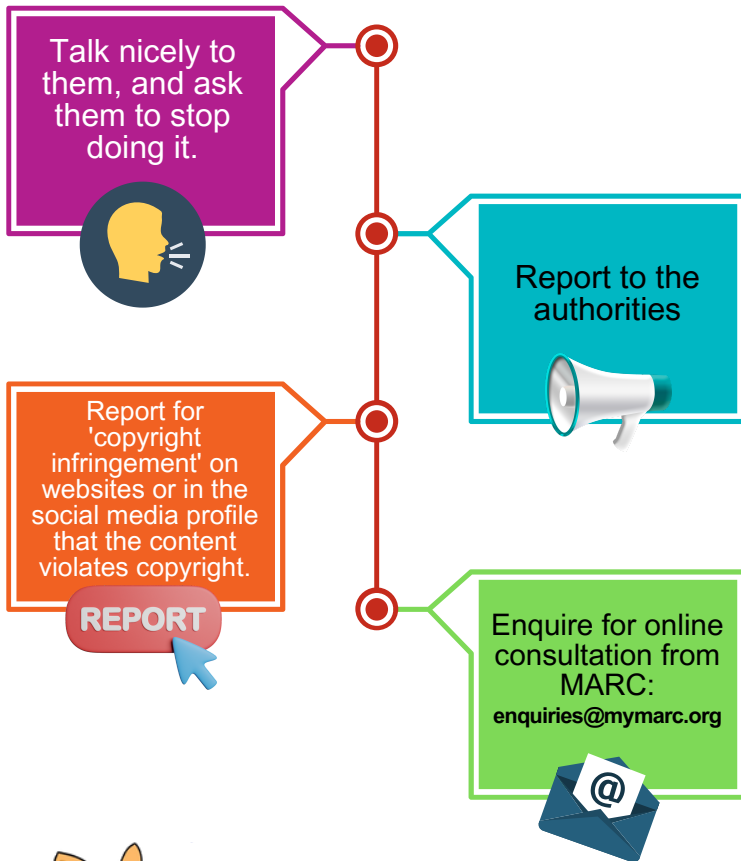 Talk nicely to
them, and ask
them to stop
doing it.
Report to the
authorities
Report for
'copyright
infringement' on
websites or in the
social media profile
that the content
violates copyright.
REPORT
Enquire for online
consultation from
MARC:
enquiries@mymarc.org
@